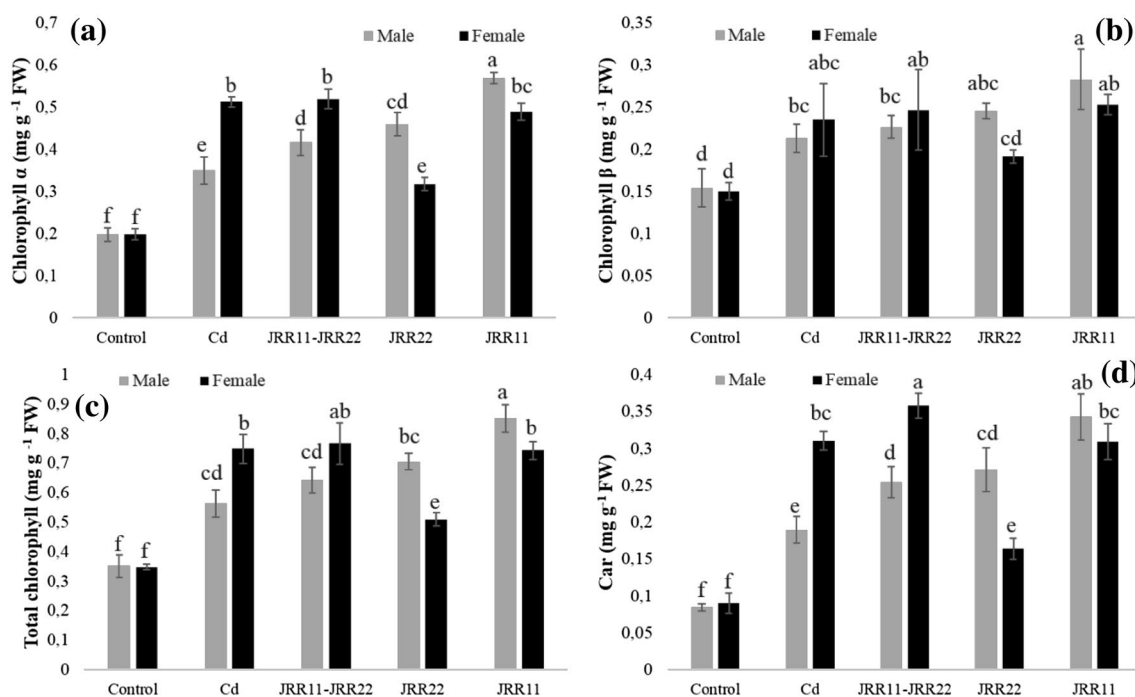 (a)
Male Female
Chlorophyll α (mg g -1 FW)
0,7
0,6
0,5
0,4
0,3
0,2
0,1
0
f f e b d b cd e a bc
Control Cd JRR11-JRR22 JRR22 JRR11
(b)
Male Female
Chlorophyll β (mg g -1 FW)
0,35
0,3
0,25
0,2
0,15
0,1
0,05
0
d d bc abc bc ab abc cd a ab
Control Cd JRR11-JRR22 JRR22 JRR11
(c)
Male Female
Total chlorophyll (mg g -1 FW)
1
0,9
0,8
0,7
0,6
0,5
0,4
0,3
0,2
0,1
0
f f cd b cd ab bc e a b
Control Cd JRR11-JRR22 JRR22 JRR11
(d)
Male Female
Car (mg g-1 FW)
0,4
0,35
0,3
0,25
0,2
0,15
0,1
0,05
0
f f e bc d a cd e ab bc
Control Cd JRR11-JRR22 JRR22 JRR11